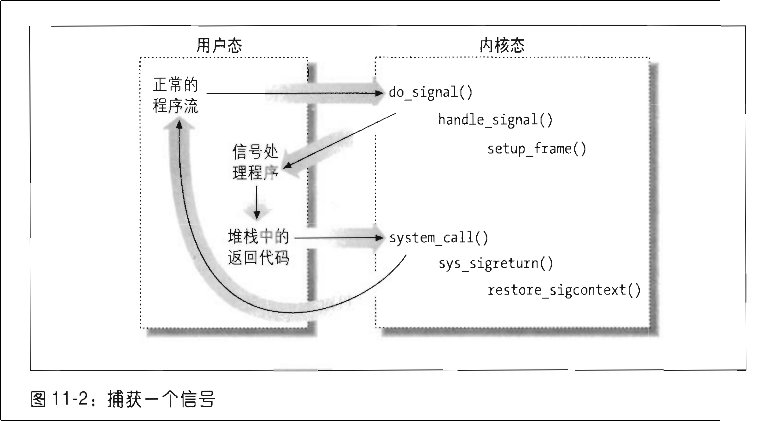 用户态
内核态
正常的
程序流
do_signal()
handle_signal()
setup_frame()
信号处
理程序
堆栈中的
返回代码
system_call()
sys_sigreturn()
restore_sigcontext()
图 11-2：捕获一个信号